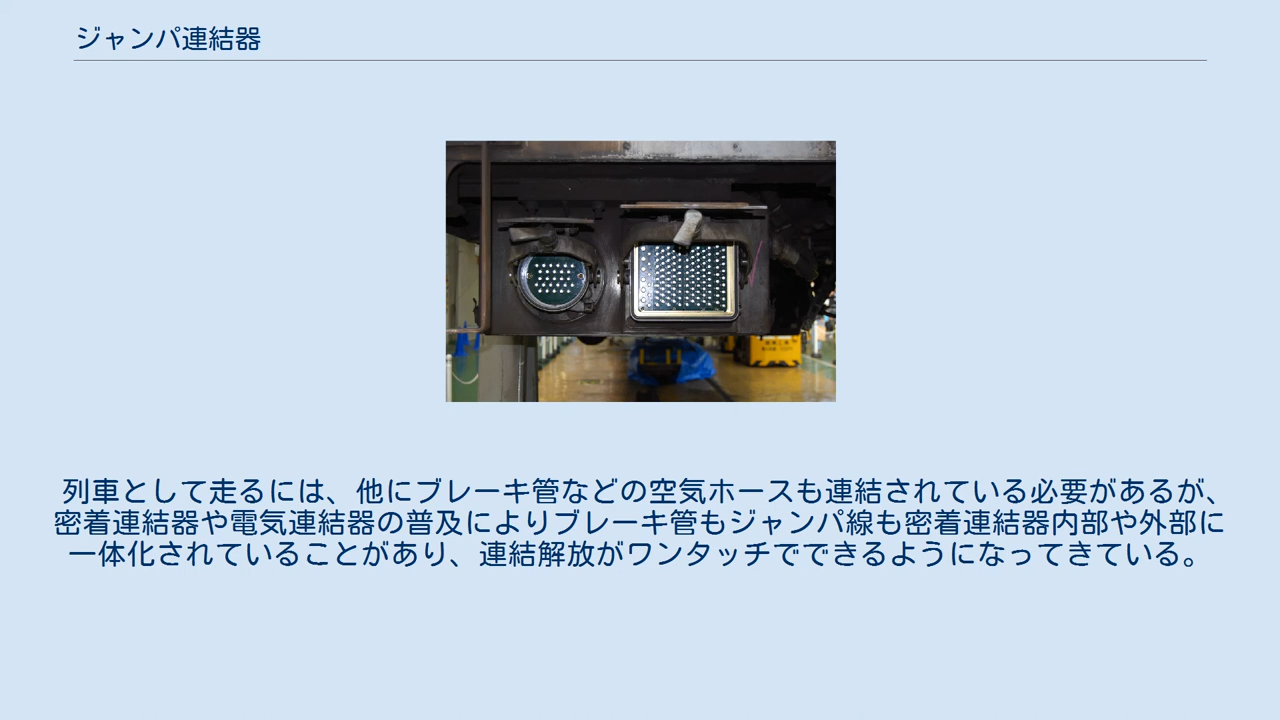 ジャンパ連結器
列車として走るには、他にブレーキ管などの空気ホースも連結されている必要があるが、
密着連結器や電気連結器の普及によりブレーキ管もジャンパ線も密着連結器内部や外部に
一体化されていることがあり、連結解放がワンタッチでできるようになってきている。